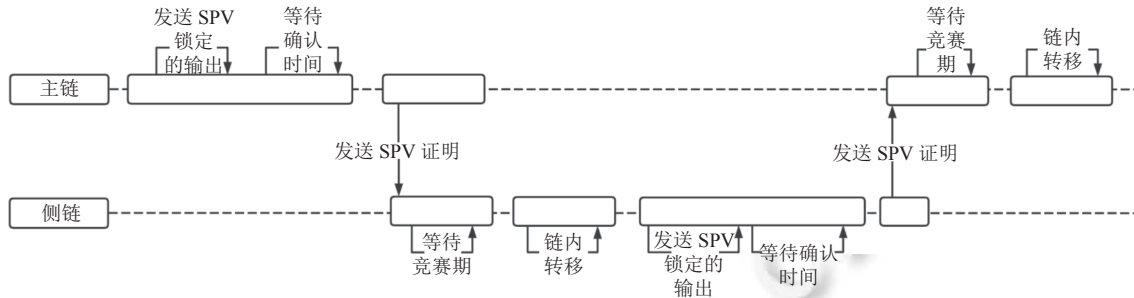 发送 SPV
锁定
的输出
等待
确认
时间
等待
竞赛
期
链内
转移
主链
发送 SPV 证明
发送 SPV 证明
侧链
等待
竞赛期
链内
转移
发送 SPV
锁定的
输出
等待确认
时间